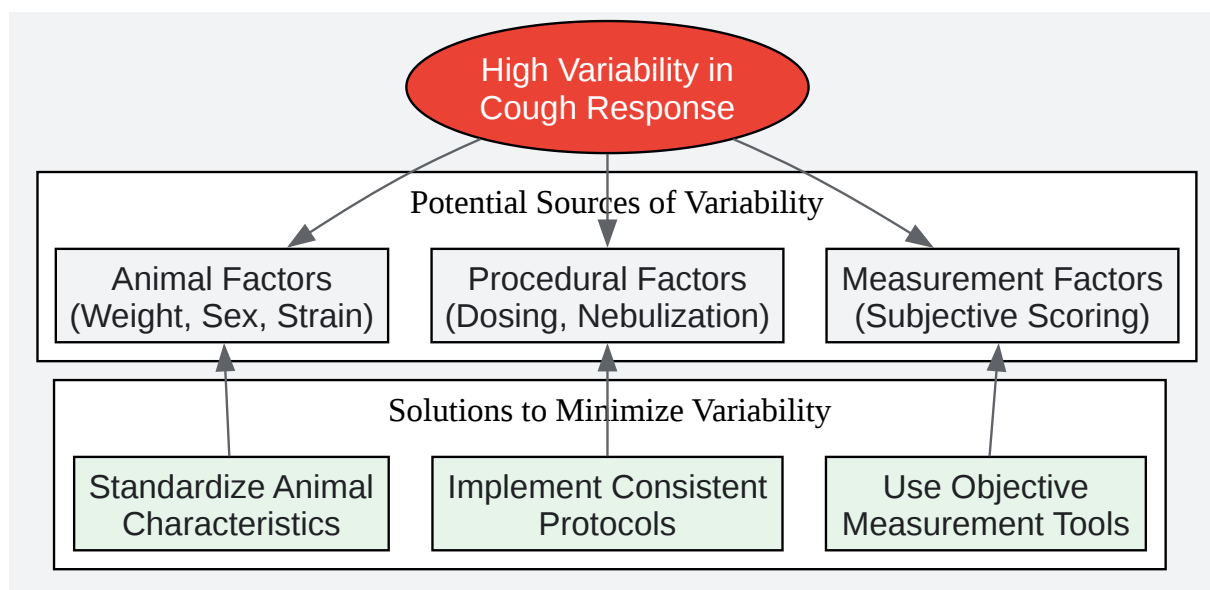 High Variability in
Cough Response
Potential Sources of Variability
Animal Factors
(Weight, Sex, Strain)
Procedural Factors
(Dosing, Nebulization)
Measurement Factors
(Subjective Scoring)
Solutions to Minimize Variability
Standardize Animal
Characteristics
Implement Consistent
Protocols
Use Objective
Measurement Tools